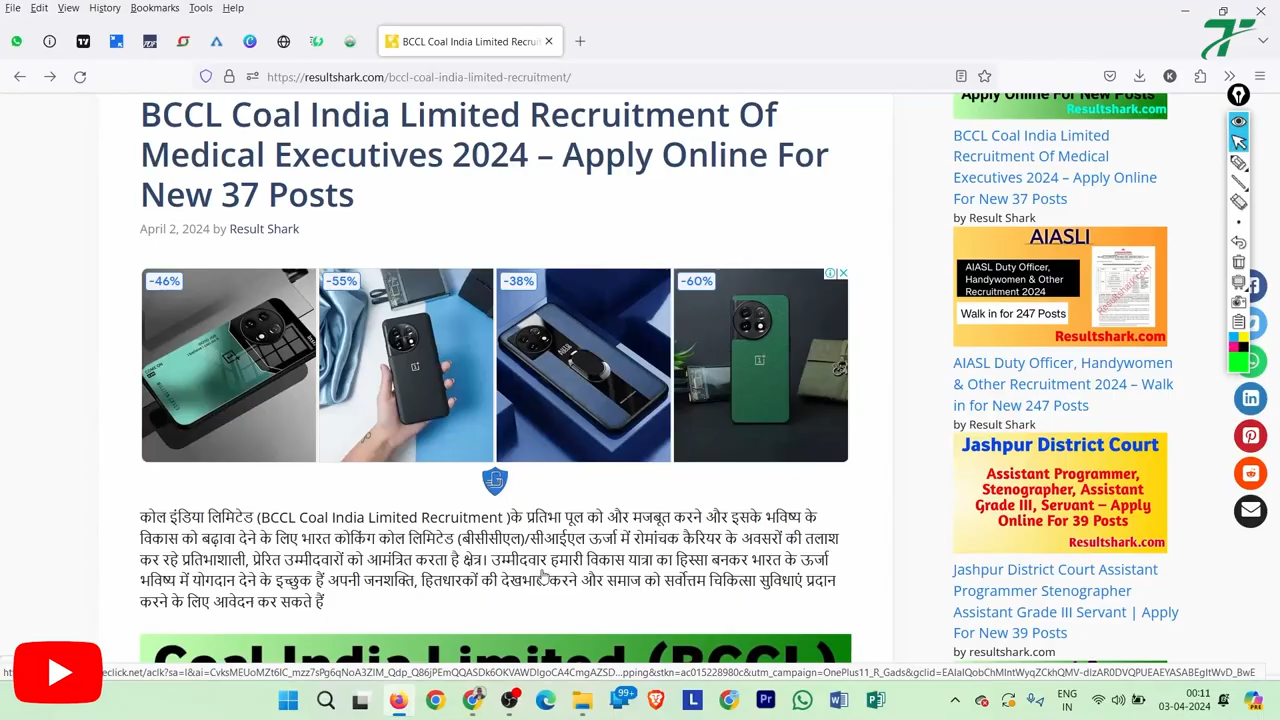 File Edit View History Bookmarks Tools Help
BCCL Coal India Limited Recruit
https://resultshark.com/bccl-coal-india-limited-recruitment/
BCCL Coal India Limited Recruitment Of
Medical Executives 2024 – Apply Online For
New 37 Posts
April 2, 2024 by Result Shark
-46%
-55%
-38%
-60%
कोल इंडिया लिमिटेड (BCCL Coal India Limited Recruitment )के प्रतिभा पूल को और मजबूत करने और इसके भविष्य के
विकास को बढ़ावा देने के लिए भारत कोकिंग कोल लिमिटेड (बीसीसीएल)/सीआईएल ऊर्जा में रोमांचक कैरियर के अवसरों की तलाश
कर रहे प्रतिभाशाली, प्रेरित उम्मीदवारों को आमंत्रित करता है क्षेत्र। उम्मीदवार हमारी विकास यात्रा का हिस्सा बनकर भारत के ऊर्जा
भविष्य में योगदान देने के इच्छुक हैं अपनी जनशक्ति, हितधारकों की देखभाल करने और समाज को सर्वोत्तम चिकित्सा सुविधाएं प्रदान
करने के लिए आवेदन कर सकते हैं
Coal India Limited (BCCL)
Apply Online For New Posts
Resultshark.com
BCCL Coal India Limited
Recruitment Of Medical
Executives 2024 – Apply Online
For New 37 Posts
by Result Shark
AIASLI
AIASL Duty Officer,
Handywomen & Other
Recruitment 2024
Walk in for 247 Posts
Resultshark.com
AIASL Duty Officer, Handywomen
& Other Recruitment 2024 – Walk
in for New 247 Posts
by Result Shark
Jashpur District Court
Assistant Programmer,
Stenographer, Assistant
Grade III, Servant – Apply
Online For 39 Posts
Resultshark.com
Jashpur District Court Assistant
Programmer Stenographer
Assistant Grade III Servant | Apply
For New 39 Posts
by resultshark.com
99+
ENG
IN
00:11
03-04-2024